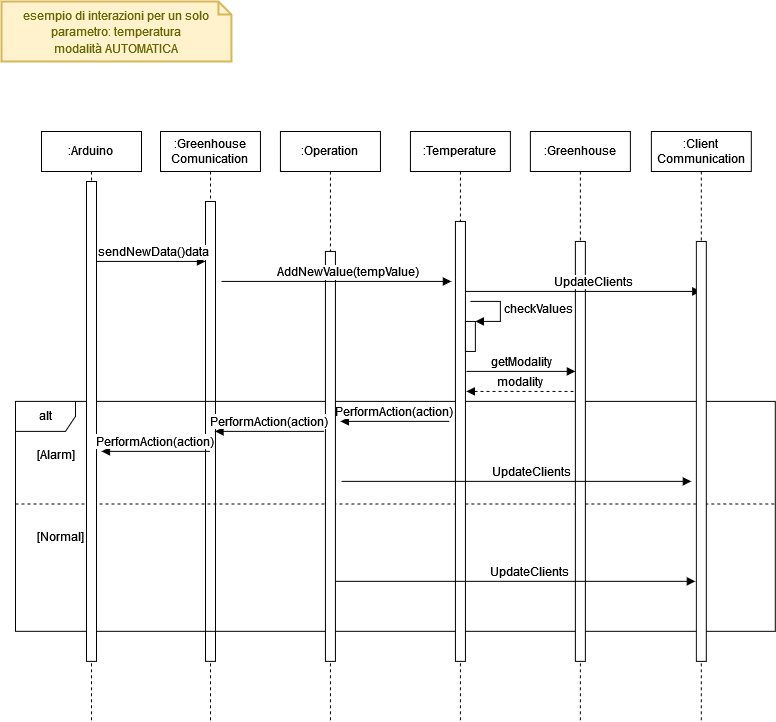 esempio di interazioni per un solo
parametro: temperatura
modalità AUTOMATICA
:Arduino
:Greenhouse
Comunication
:Operation
:Temperature
:Greenhouse
:Client
Communication
sendNewData()data
AddNewValue(tempValue)
UpdateClients
checkValues
getModality
modality
alt
PerformAction(action)
PerformAction(action)
PerformAction(action)
[Alarm]
UpdateClients
[Normal]
UpdateClients